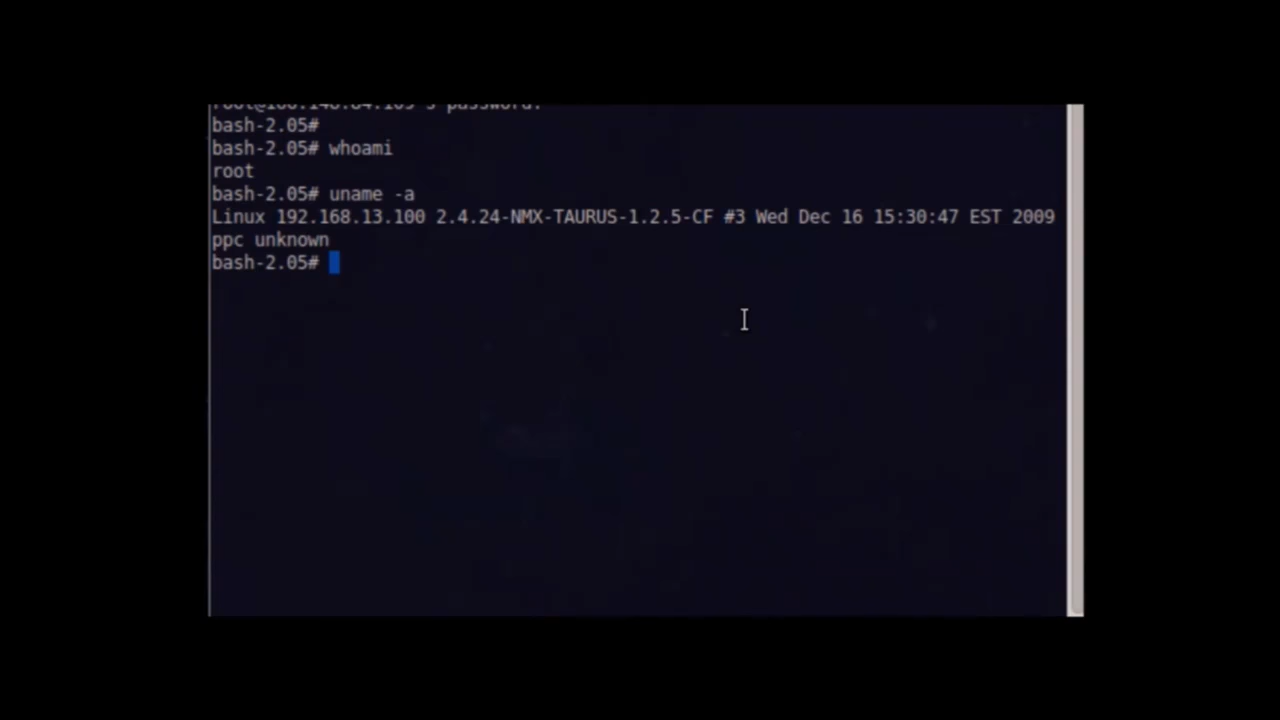 password:
bash-2.05#
bash-2.05# whoami
root
bash-2.05# uname -a
Linux 192.168.13.100 2.4.24-NMX-TAURUS-1.2.5-CF #3 Wed Dec 16 15:30:47 EST 2009
ppc unknown
bash-2.05#